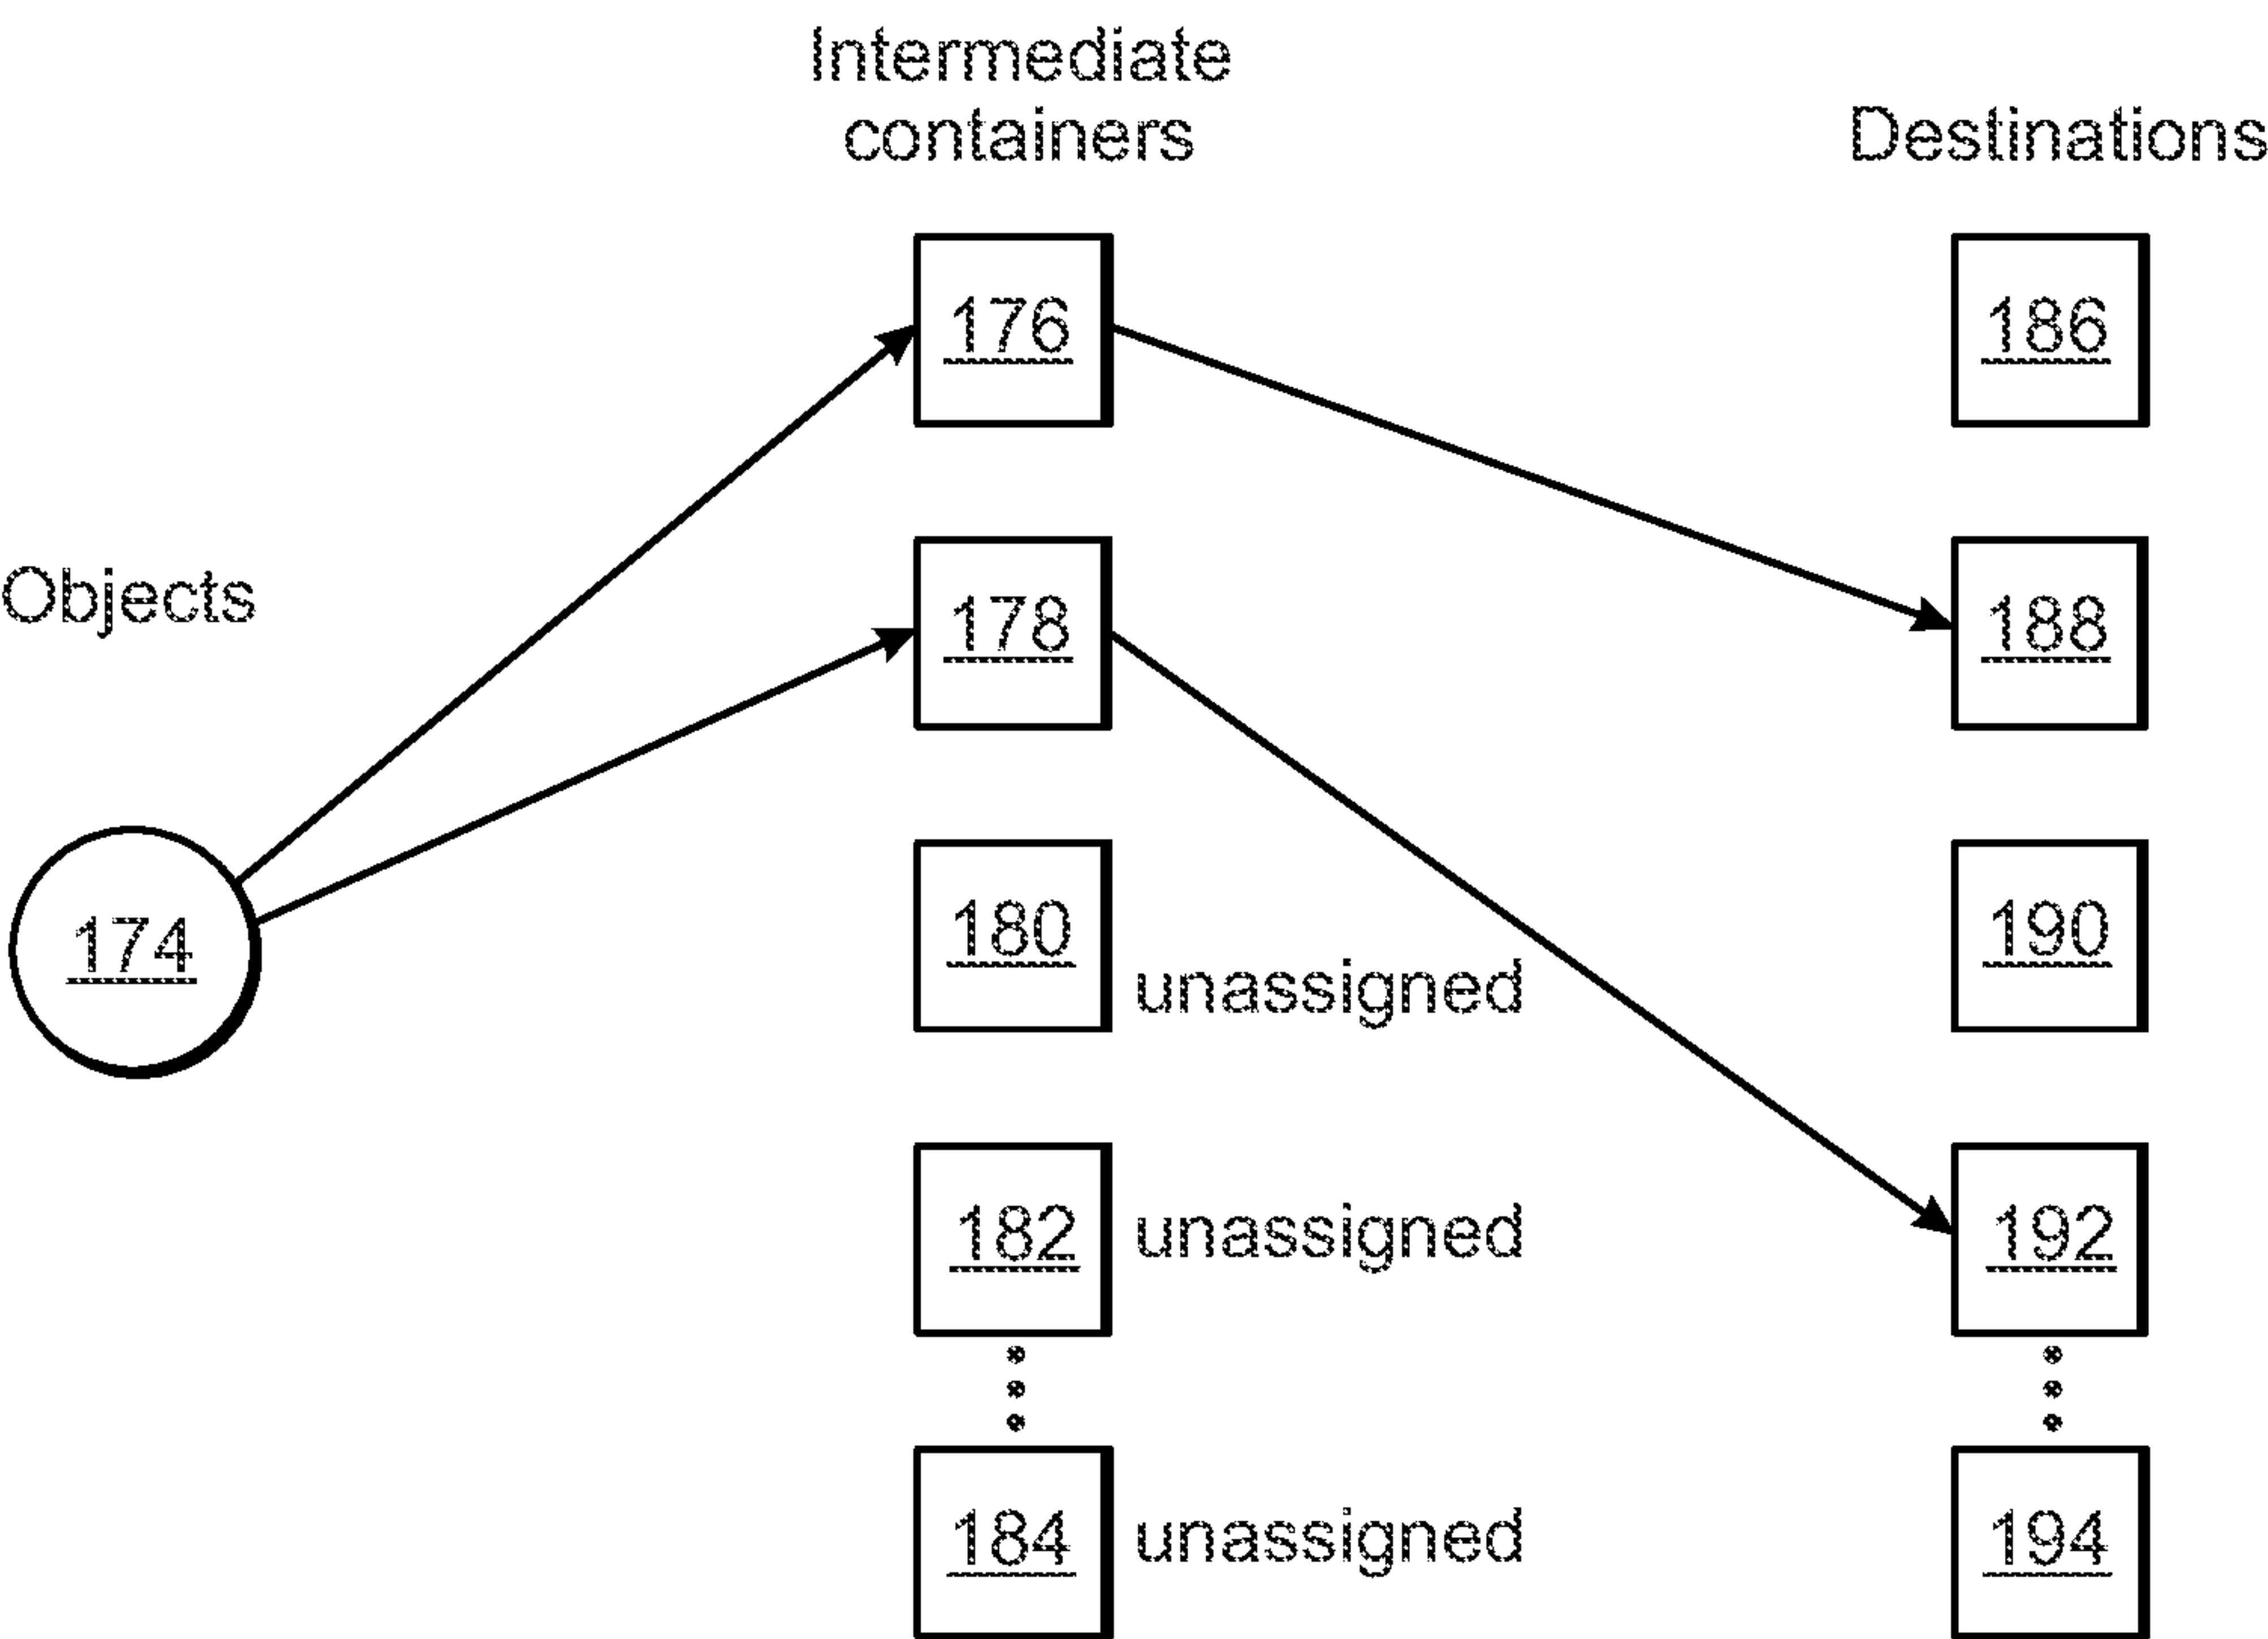 Intermediate
containers
Destinations
176
186
Objects
178
188
174
180
unassigned
190
182
unassigned
192
184
unassigned
194